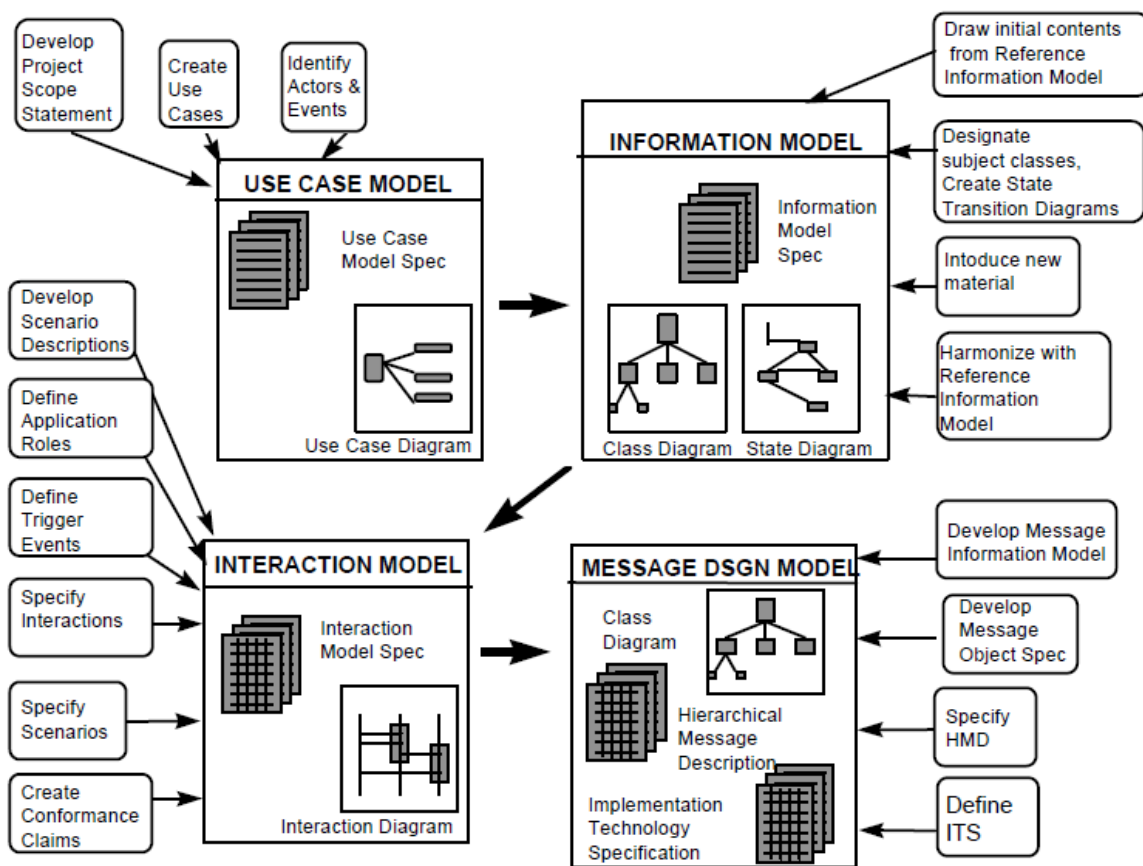 Develop
Project
Scope
Statement
Create
Use
Cases
Identify
Actors &
Events
Draw initial contents
from Reference
Information Model
USE CASE MODEL
Use Case
Model Spec
Use Case Diagram
INFORMATION MODEL
Information
Model
Spec
Class Diagram
State Diagram
Designate
subject classes,
Create State
Transition Diagrams
Intoduce new
material
Harmonize with
Reference
Information
Model
Develop
Scenario
Descriptions
Define
Application
Roles
Define
Trigger
Events
Specify
Interactions
Specify
Scenarios
Create
Conformance
Claims
INTERACTION MODEL
Interaction
Model Spec
Interaction Diagram
MESSAGE DSGN MODEL
Class
Diagram
Hierarchical
Message
Description
Implementation
Technology
Specification
Develop Message
Information Model
Develop
Message
Object Spec
Specify
HMD
Define
ITS